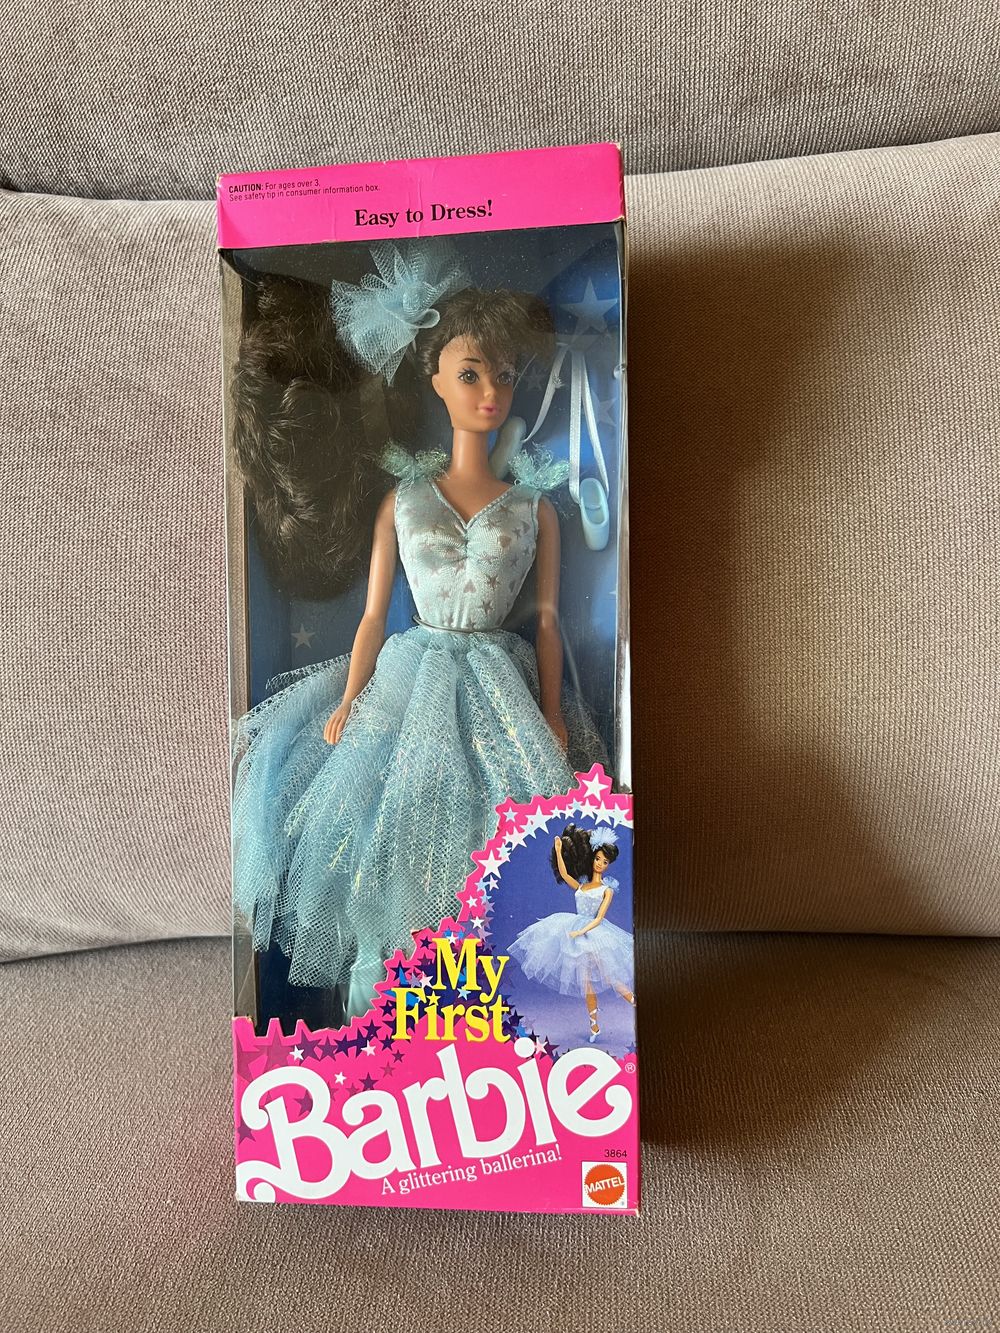 CAUTION: For ages over 3.
See safety tip in consumer information box.
Easy to Dress!
My
First
Barbie®
A glittering ballerina!
3864
MATTEL